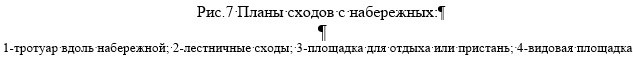 Рис.7 Планы сходов с набережных:¶
¶
1-тротуар вдоль набережной; 2-лестничные сходы; 3-площадка для отдыха или пристань; 4-видовая площадка